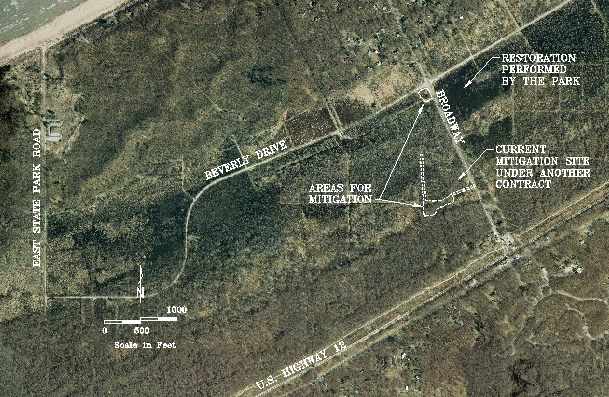 RESTORATION
PERFORMED
BY THE PARK
BROADWAY
CURRENT
MITIGATION SITE
UNDER ANOTHER
CONTRACT
BEVERLY DRIVE
AREAS FOR
MITIGATION
EAST STATE PARK ROAD
N
1000
0 500
Scale in Feet
U.S. HIGHWAY 12